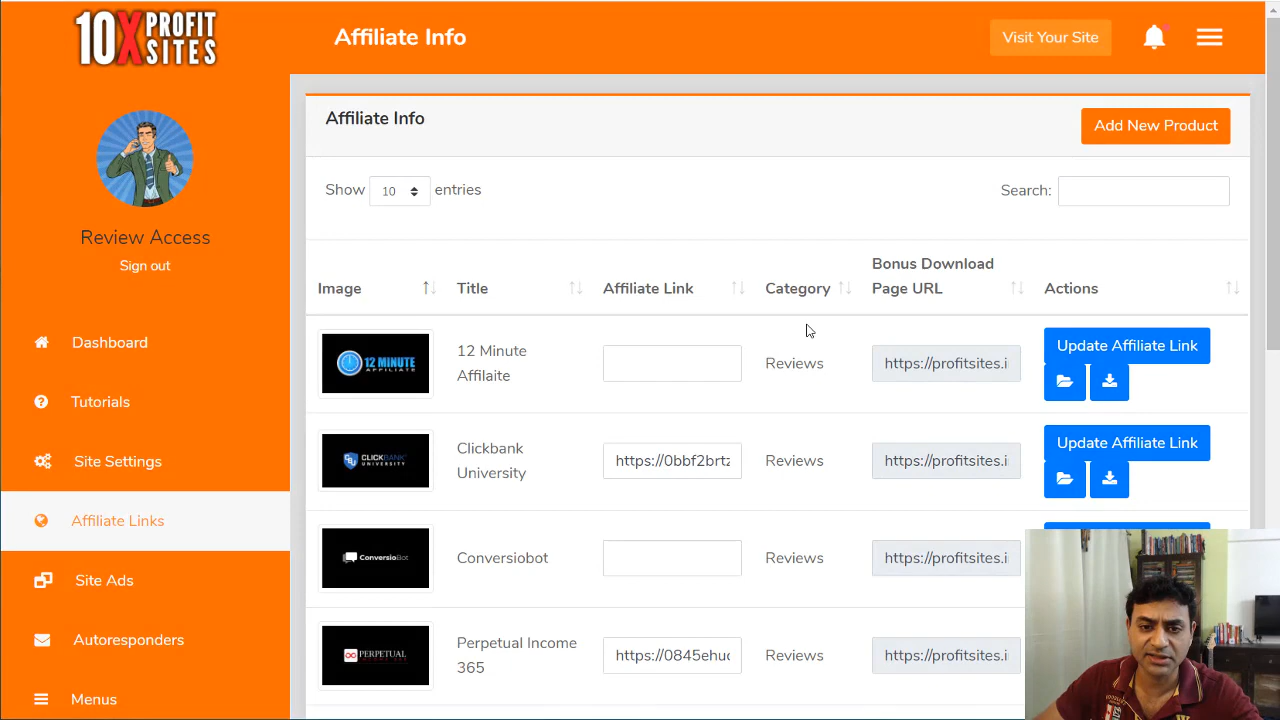 10X PROFIT SITES
Affiliate Info
Visit Your Site
Review Access
Sign out
Dashboard
Tutorials
Site Settings
Affiliate Links
Site Ads
Autoresponders
Menus
Affiliate Info
Add New Product
Show 10 entries
Search:
Image
Title
Affiliate Link
Category
Bonus Download
Page URL
Actions
12 MINUTE
AFFILIATE
12 Minute
Affilaite
Reviews
https://profitsites.i
Update Affiliate Link
CLICKBANK
UNIVERSITY
Clickbank
University
https://0bbf2brtz
Reviews
https://profitsites.i
Update Affiliate Link
ConversioBot
Conversiobot
Reviews
https://profitsites.i
PERPETUAL
Perpetual Income
365
https://0845ehuc
Reviews
https://profitsites.i